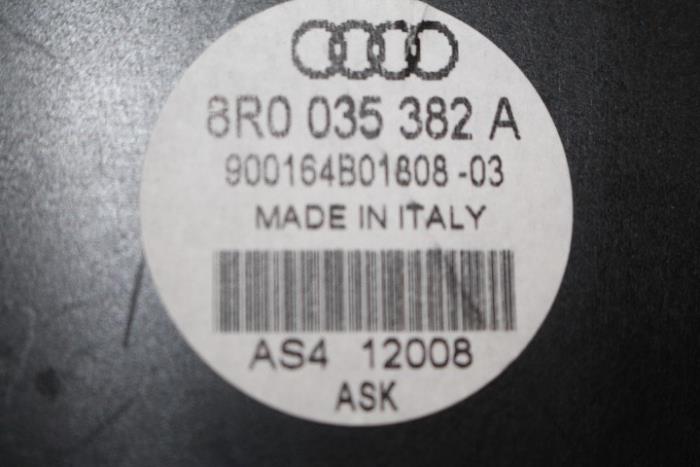 8R0 035 382 A
900164B01808-03
MADE IN ITALY
AS4 12008
ASK